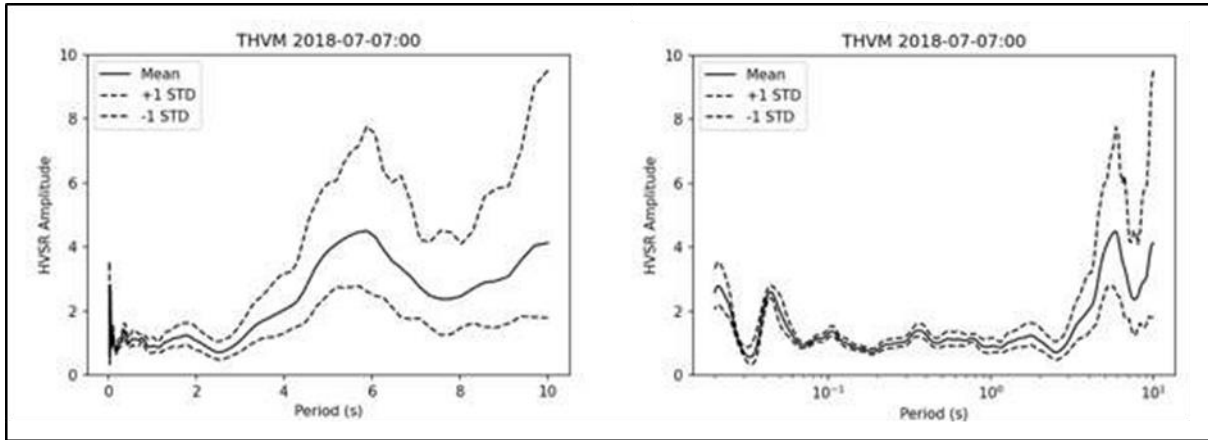 THVM 2018-07-07:00
10
8
6
4
2
0
HVSR Amplitude
Mean
+1 STD
-1 STD
0 2 4 6 8 10
Period (s)
THVM 2018-07-07:00
10
8
6
4
2
0
HVSR Amplitude
Mean
+1 STD
-1 STD
10⁻¹ 10⁰ 10¹
Period (s)